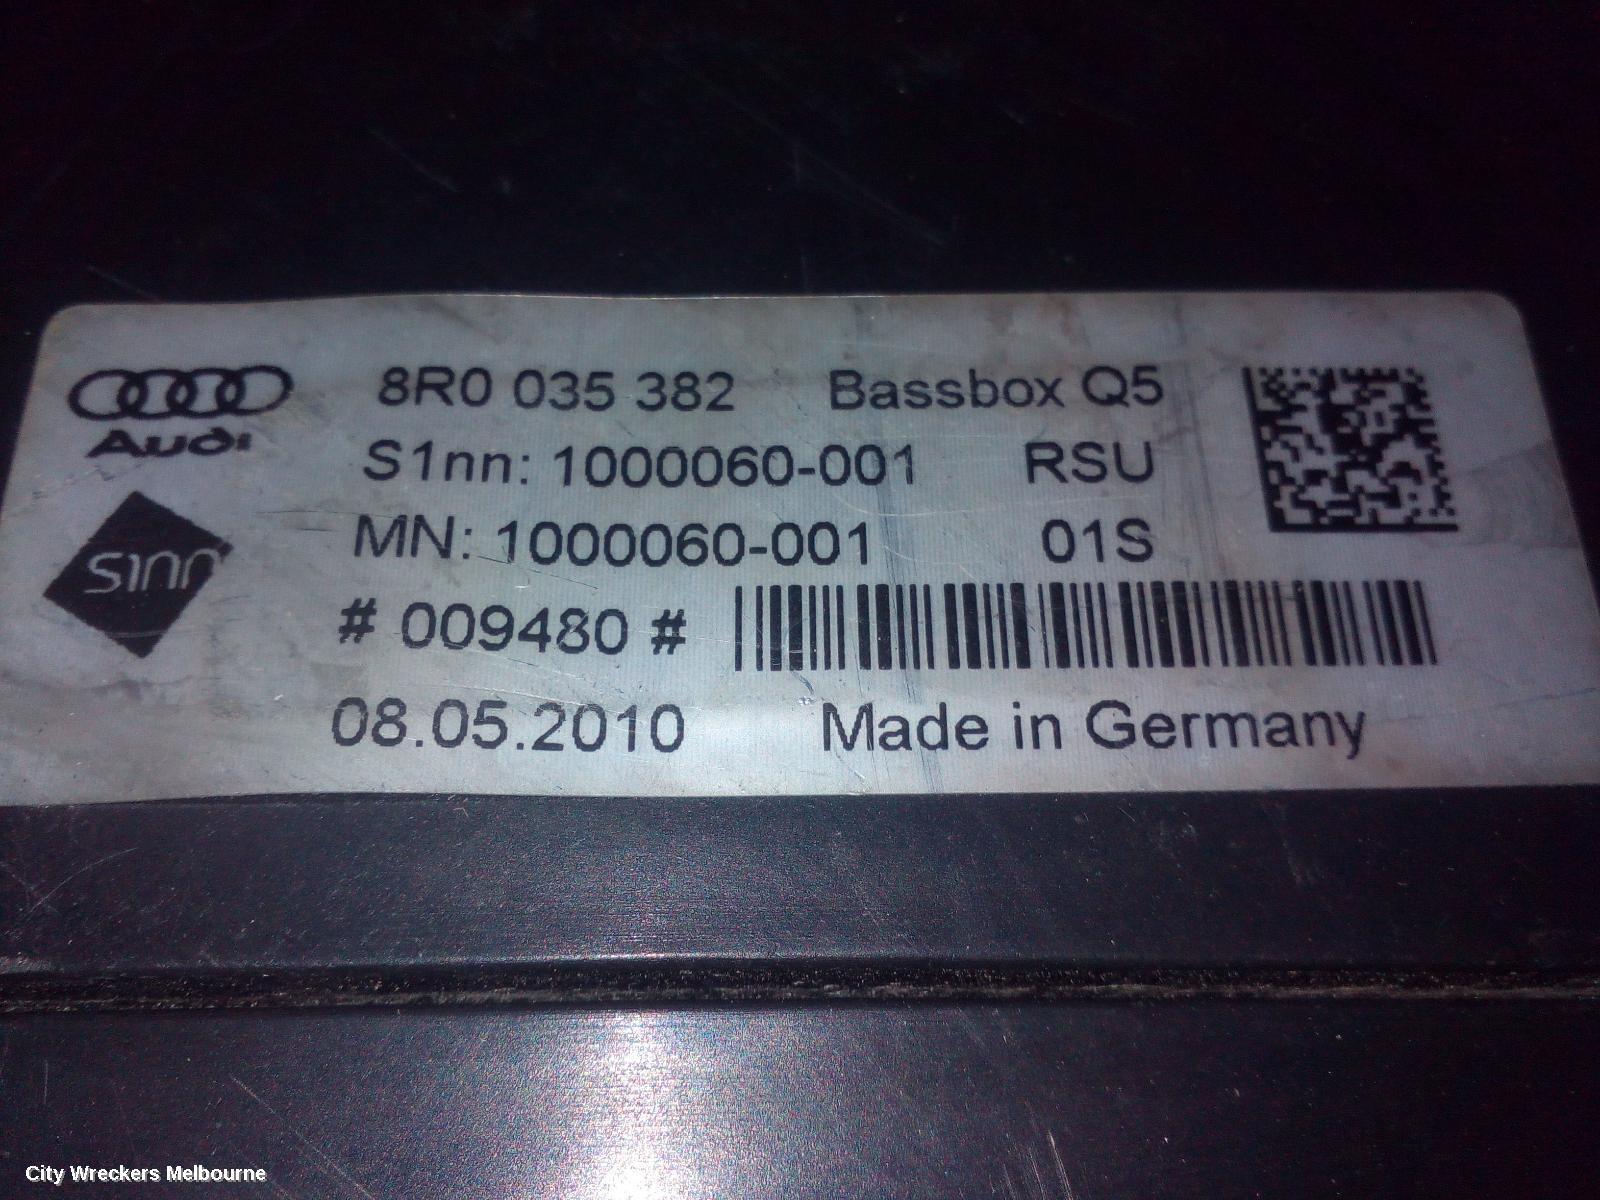 Audi
8R0 035 382 Bassbox Q5
S1nn: 1000060-001 RSU
MN: 1000060-001 01S
s1nn
# 009480 #
08.05.2010 Made in Germany
City Wreckers Melbourne